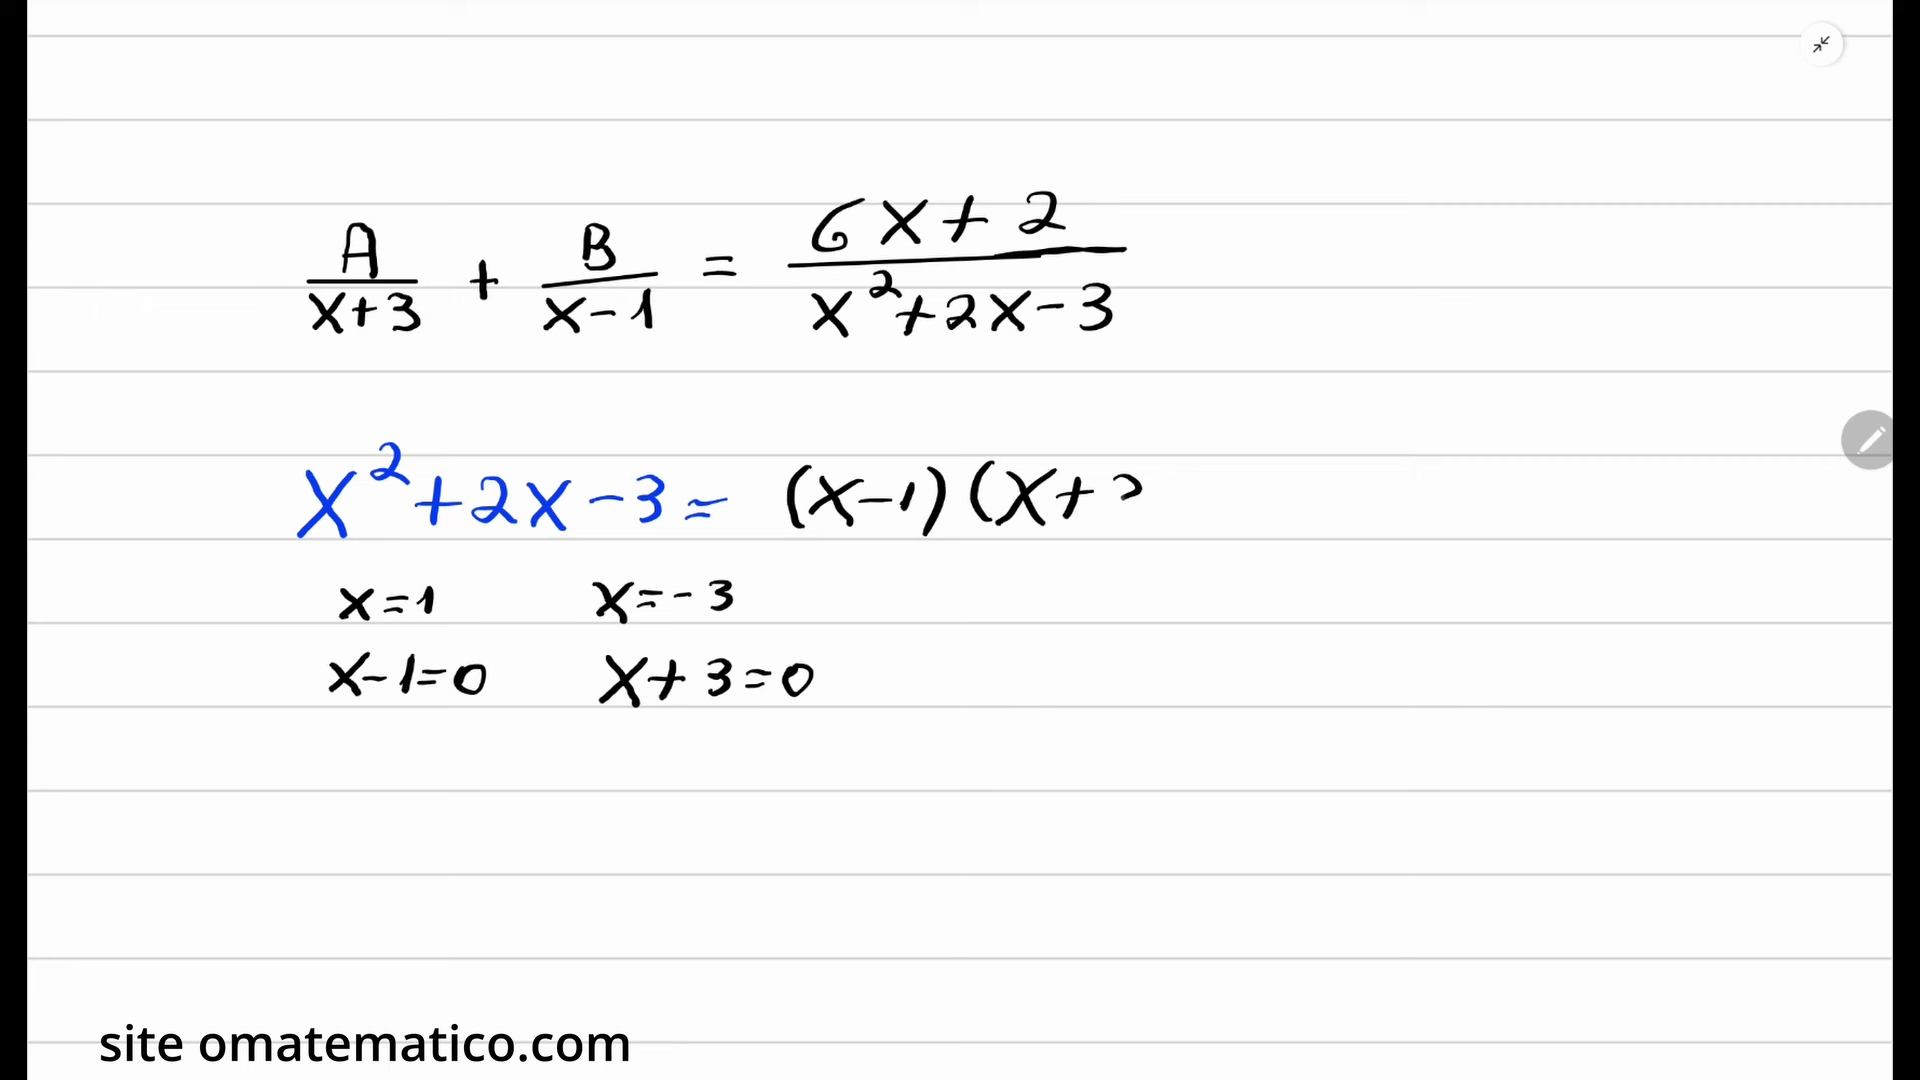 A/(x+3) + B/(x-1) = (6x+2)/(x²+2x-3)
x²+2x-3= (x-1)(x+
x=1 x=-3
x-1=0 x+3=0
site omatematico.com